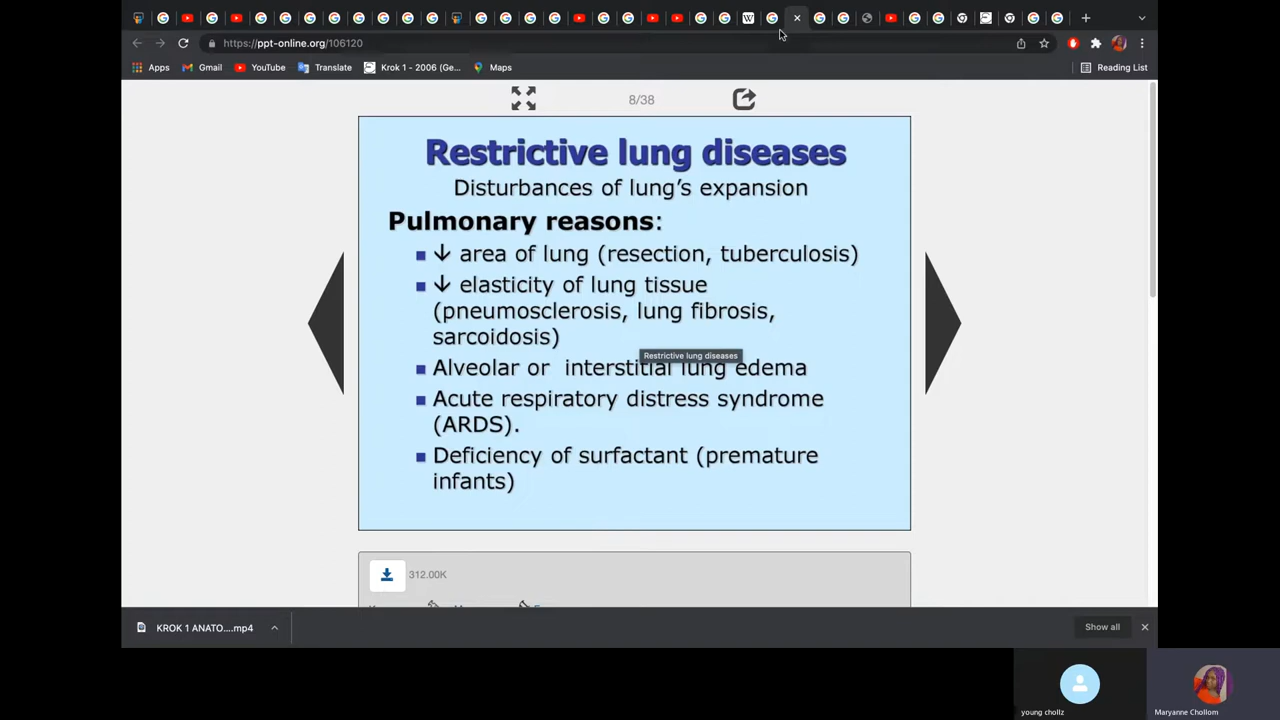 https://ppt-online.org/106120
Apps Gmail YouTube Translate Krok 1 - 2006 (Ge... Maps Reading List
8/38
Restrictive lung diseases
Disturbances of lung's expansion
Pulmonary reasons:
↓ area of lung (resection, tuberculosis)
↓ elasticity of lung tissue
(pneumosclerosis, lung fibrosis,
sarcoidosis)
Restrictive lung diseases
Alveolar or interstitial lung edema
Acute respiratory distress syndrome
(ARDS).
Deficiency of surfactant (premature
infants)
312.00K
KROK 1 ANATO....mp4
Show all
young chollz
Maryanne Chollom